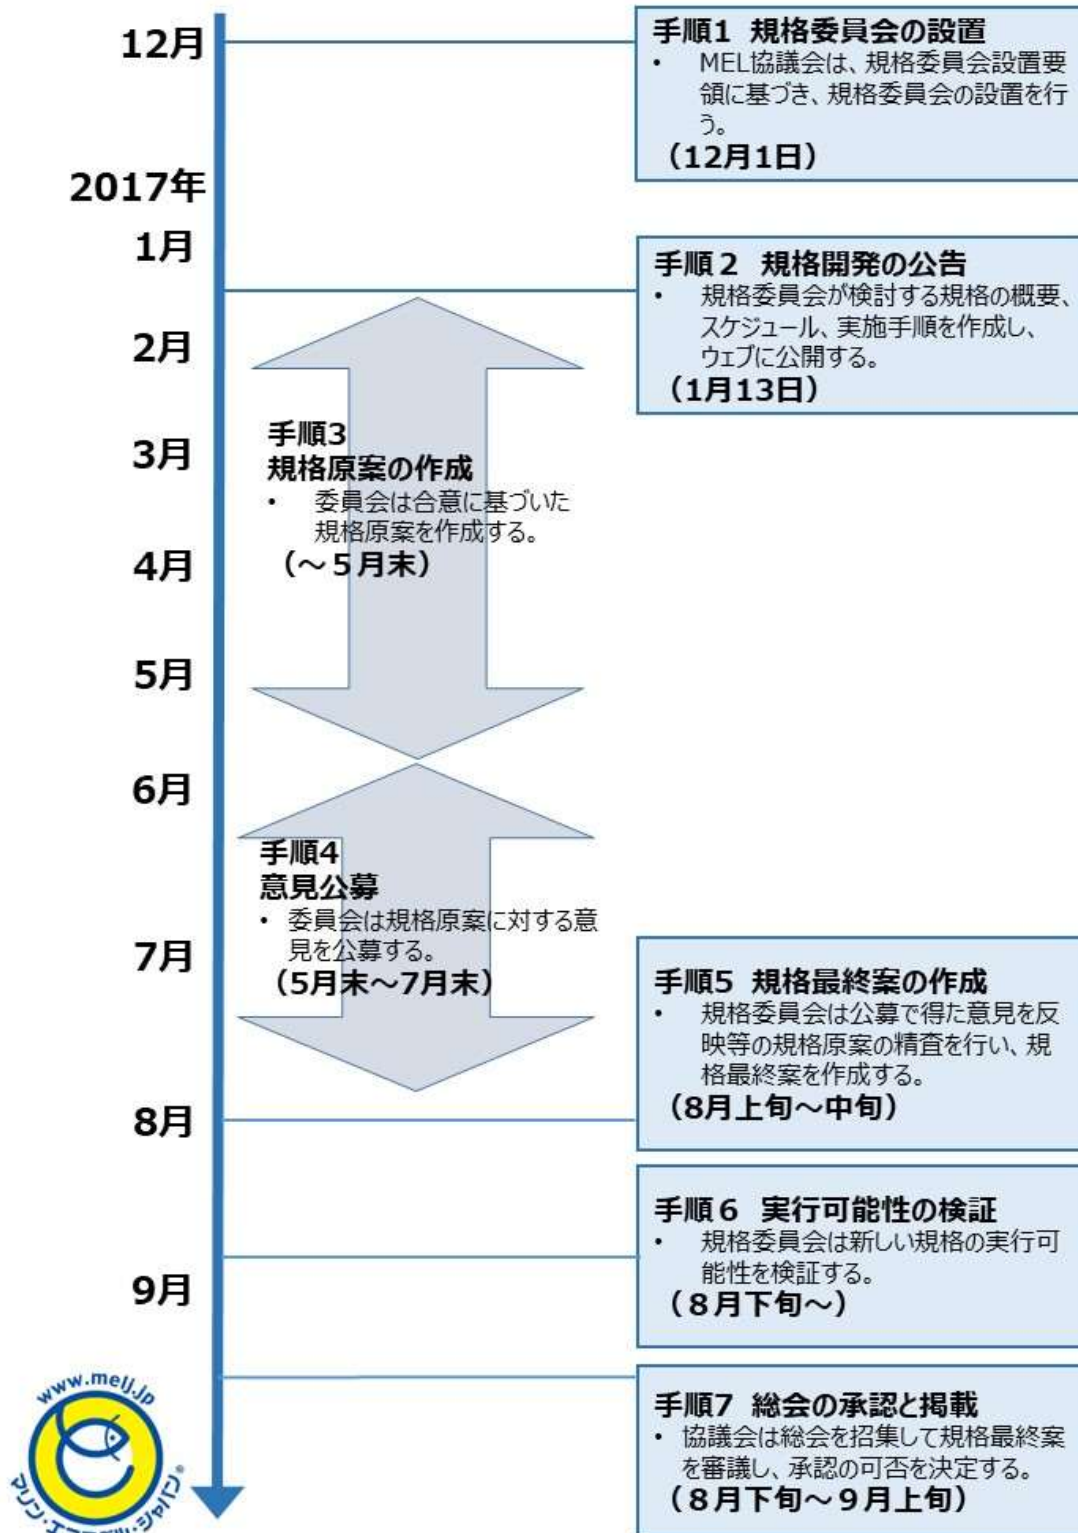 12月
手順1 規格委員会の設置
• MEL協議会は、規格委員会設置要
領に基づき、規格委員会の設置を行
う。
（12月1日）
2017年
1月
手順２ 規格開発の公告
• 規格委員会が検討する規格の概要、
スケジュール、実施手順を作成し、
ウェブに公開する。
（1月13日）
2月
3月
手順3
規格原案の作成
• 委員会は合意に基づいた
規格原案を作成する。
（～５月末）
4月
5月
6月
手順4
意見公募
• 委員会は規格原案に対する意
見を公募する。
（5月末～7月末）
7月
手順5 規格最終案の作成
• 規格委員会は公募で得た意見を反
映等の規格原案の精査を行い、規
格最終案を作成する。
（8月上旬～中旬）
8月
手順６ 実行可能性の検証
• 規格委員会は新しい規格の実行可
能性を検証する。
（８月下旬～）
9月
手順7 総会の承認と掲載
• 協議会は総会を招集して規格最終案
を審議し、承認の可否を決定する。
（８月下旬～９月上旬）
www.melj.jp
マリン・エコラベル・ジャパン®